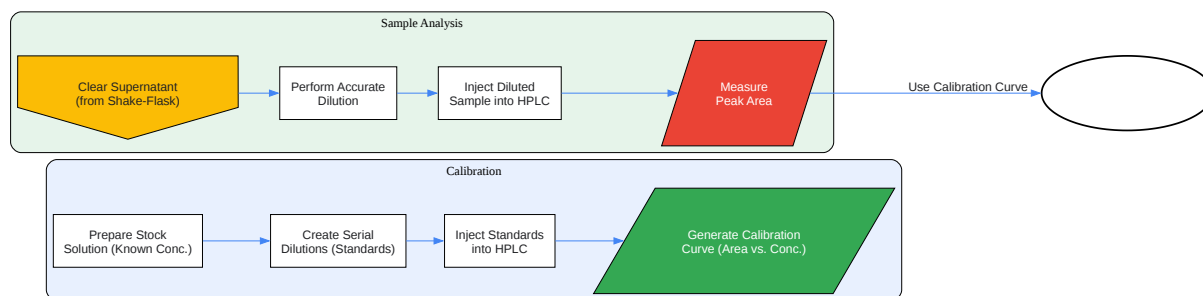 Sample Analysis
Clear Supernatant
(from Shake-Flask)
Perform Accurate
Dilution
Inject Diluted
Sample into HPLC
Measure
Peak Area
Use Calibration Curve
Calibration
Prepare Stock
Solution (Known Conc.)
Create Serial
Dilutions (Standards)
Inject Standards
into HPLC
Generate Calibration
Curve (Area vs. Conc.)